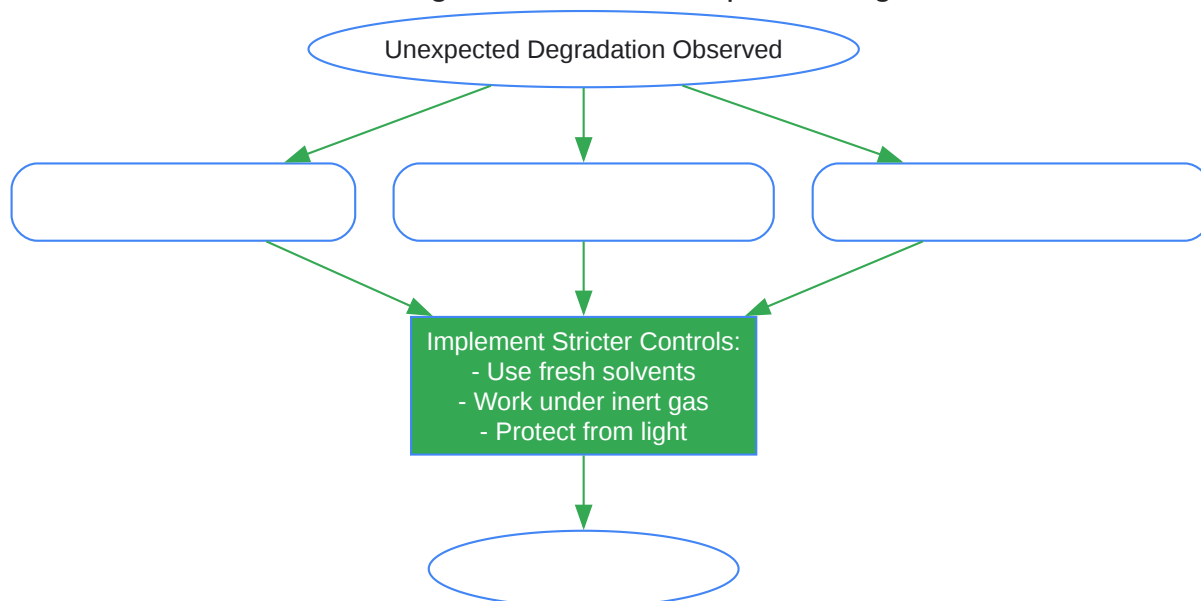 Unexpected Degradation Observed
Implement Stricter Controls:
- Use fresh solvents
- Work under inert gas
- Protect from light